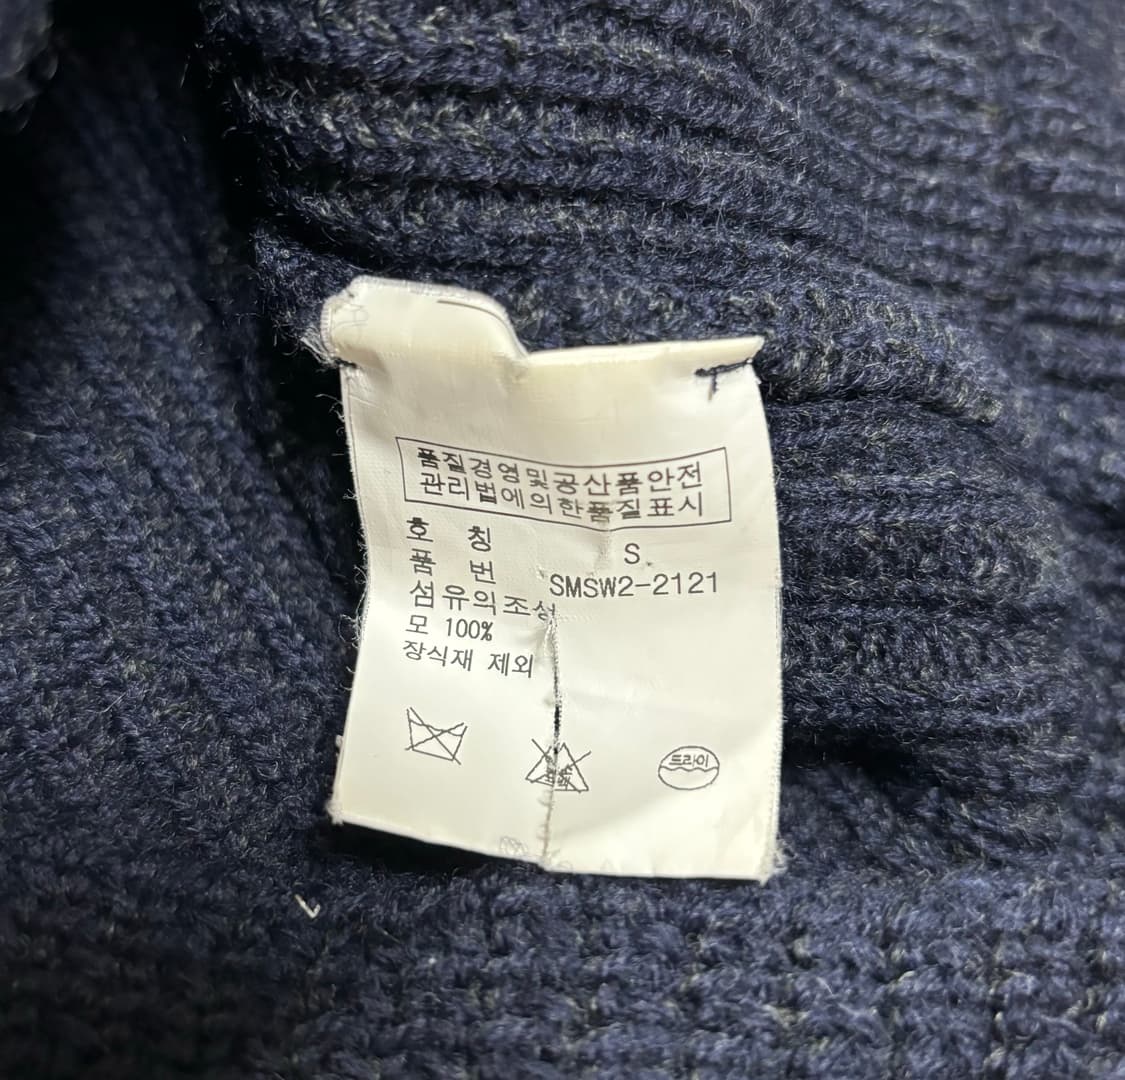 품질경영및공산품안전
관리법에의한품질표시
호 칭 S
품 번 SMSW2-2121
섬유의조성
모 100%
장식재 제외
드라이